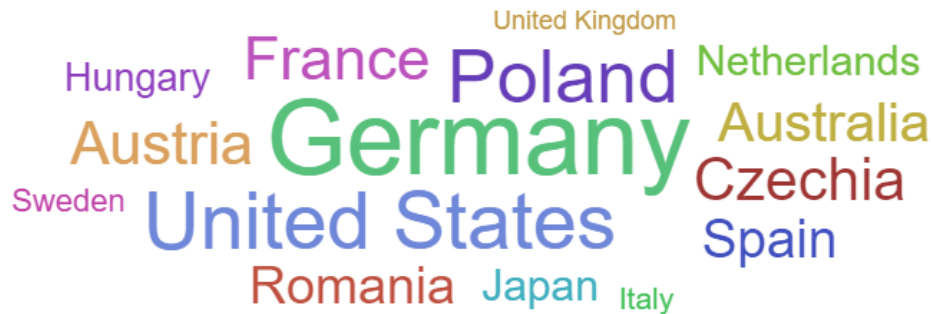 United Kingdom
Hungary France Poland Netherlands
Austria Germany Australia
Czechia
Sweden United States Spain
Romania Japan Italy